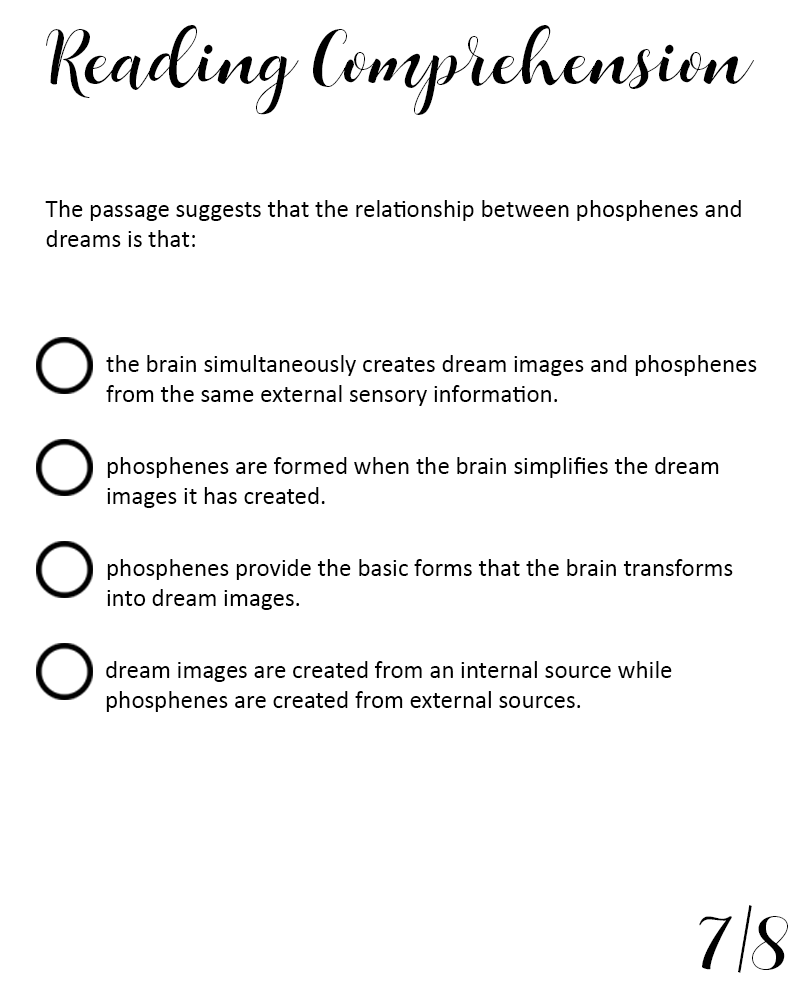 Reading Comprehension
The passage suggests that the relationship between phosphenes and
dreams is that:
the brain simultaneously creates dream images and phosphenes
from the same external sensory information.
phosphenes are formed when the brain simplifies the dream
images it has created.
phosphenes provide the basic forms that the brain transforms
into dream images.
dream images are created from an internal source while
phosphenes are created from external sources.
7/8